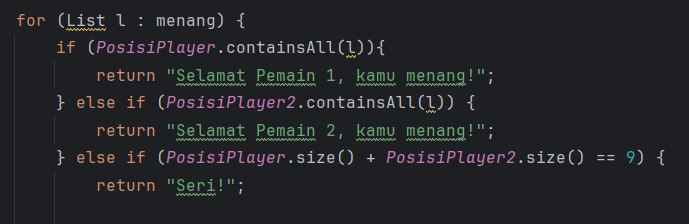 for (List l : menang) {
if (PosisiPlayer.containsAll(l)){
return "Selamat Pemain 1, kamu menang!";
} else if (PosisiPlayer2.containsAll(l)) {
return "Selamat Pemain 2, kamu menang!";
} else if (PosisiPlayer.size() + PosisiPlayer2.size() == 9) {
return "Seri!";